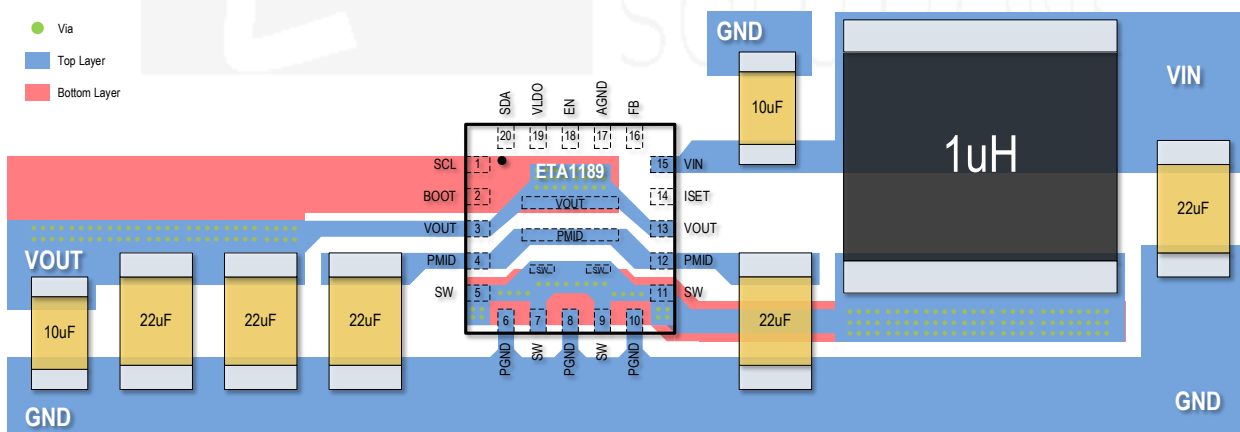 Via
Top Layer
Bottom Layer
GND
VIN
10uF
1uH
22uF
SDA
VLDO
EN
AGND
FB
20
19
18
17
16
SCL
1
ETA1189
15
VIN
BOOT
2
VOUT
14
ISET
VOUT
3
PMID
13
VOUT
VOUT
PMID
4
12
PMID
SW
5
SW
SW
11
SW
10uF
22uF
22uF
22uF
22uF
6
7
8
9
10
PGND
SW
PGND
SW
PGND
GND
GND